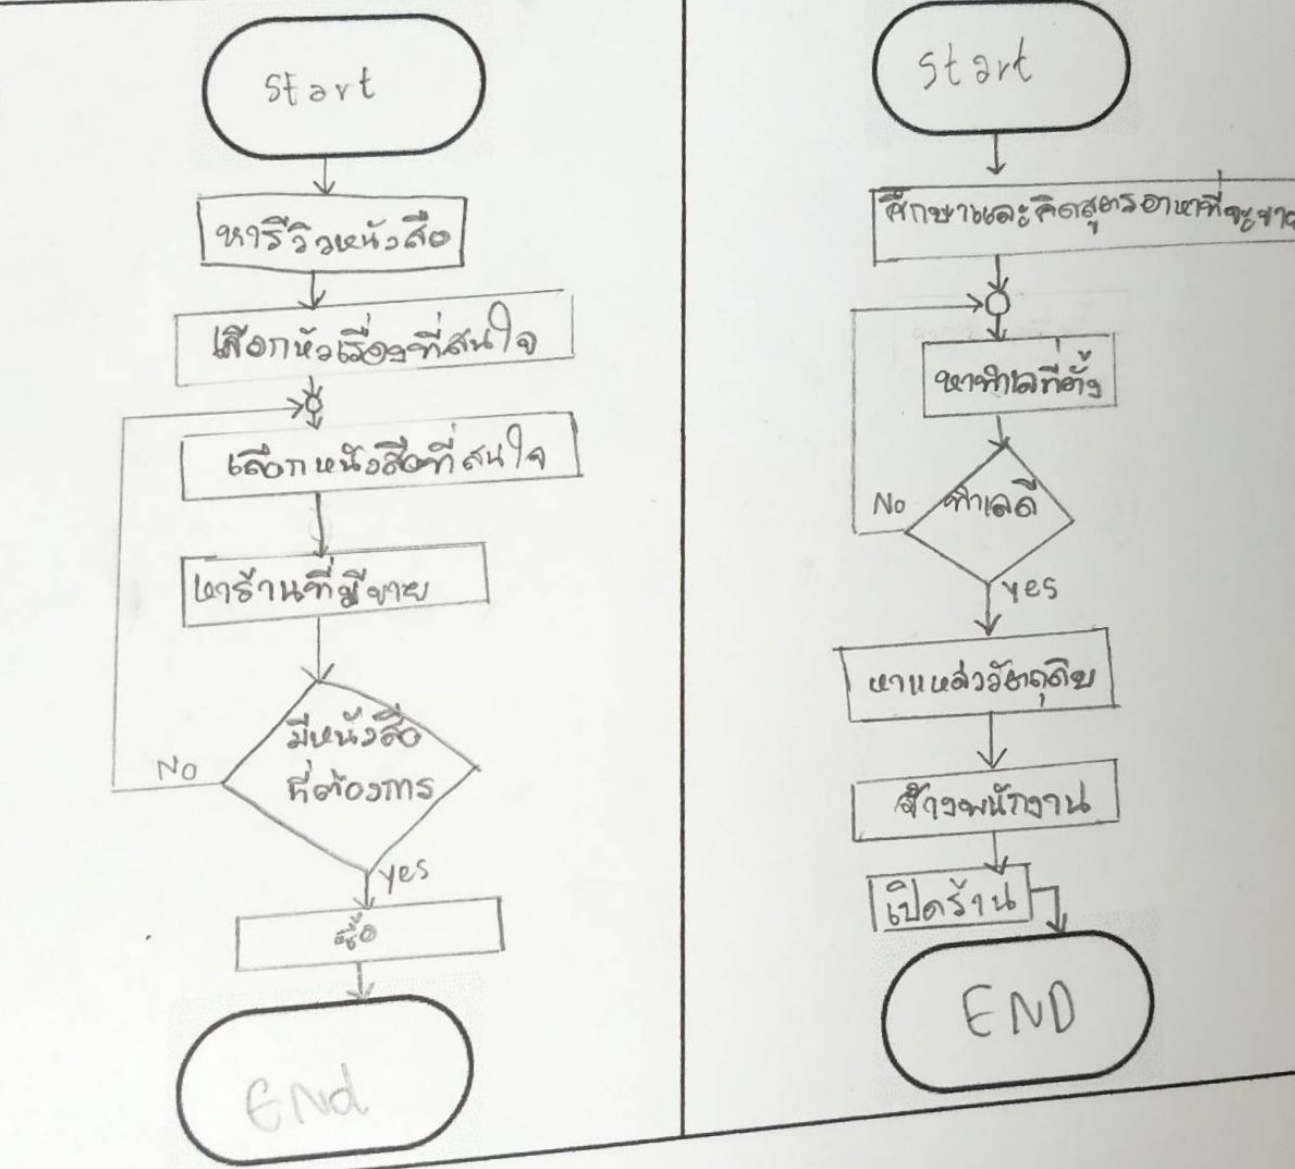 Start
หารีวิวหนังสือ
เลือกหัวเรื่องที่สนใจ
เลือกหนังสือที่สนใจ
หาร้านที่มีขาย
มีหนังสือ
ที่ต้องการ
No
yes
ซื้อ
End
Start
ศึกษาและคิดสูตรอาหาที่จะขาย
หาทำเลที่ตั้ง
ทำเลดี
No
yes
หาแหล่งวัตถุดิบ
จ้างพนักงาน
เปิดร้าน
END